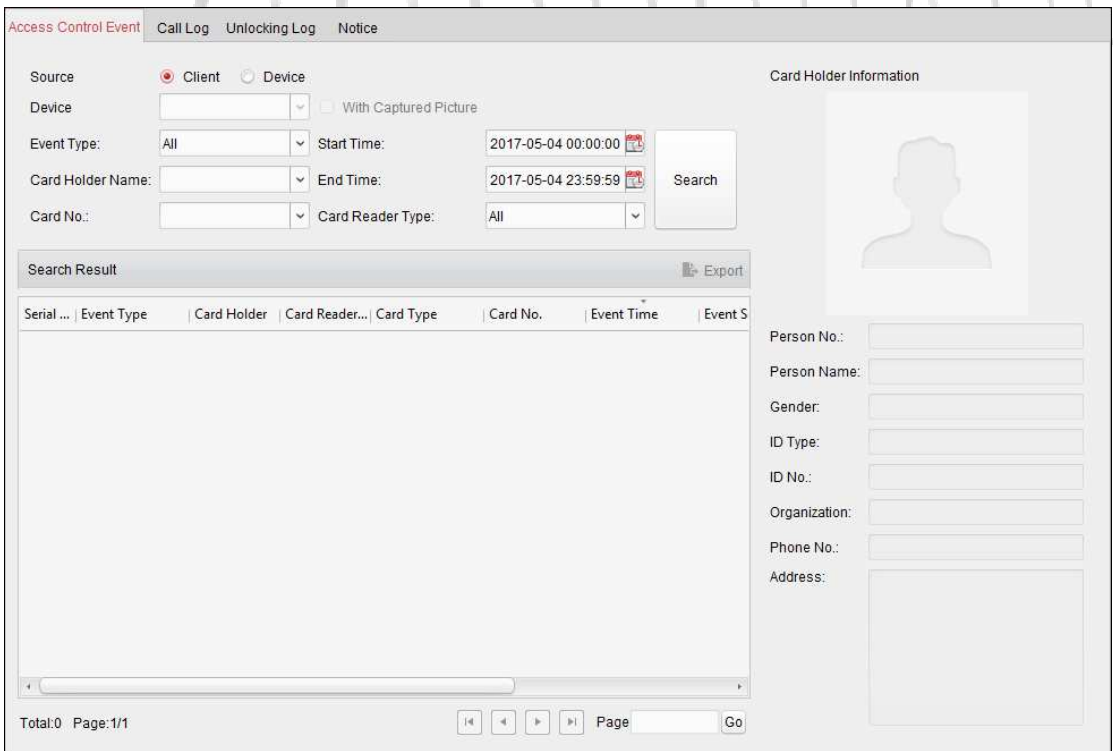 Access Control Event Call Log Unlocking Log Notice
Source Client Device
Device With Captured Picture
Event Type: All Start Time: 2017-05-04 00:00:00
Card Holder Name: End Time: 2017-05-04 23:59:59 Search
Card No.: Card Reader Type: All
Search Result Export
Serial ... Event Type Card Holder Card Reader... Card Type Card No. Event Time Event S
Total:0 Page:1/1 Page Go
Card Holder Information
Person No.:
Person Name:
Gender:
ID Type:
ID No.:
Organization:
Phone No.:
Address: